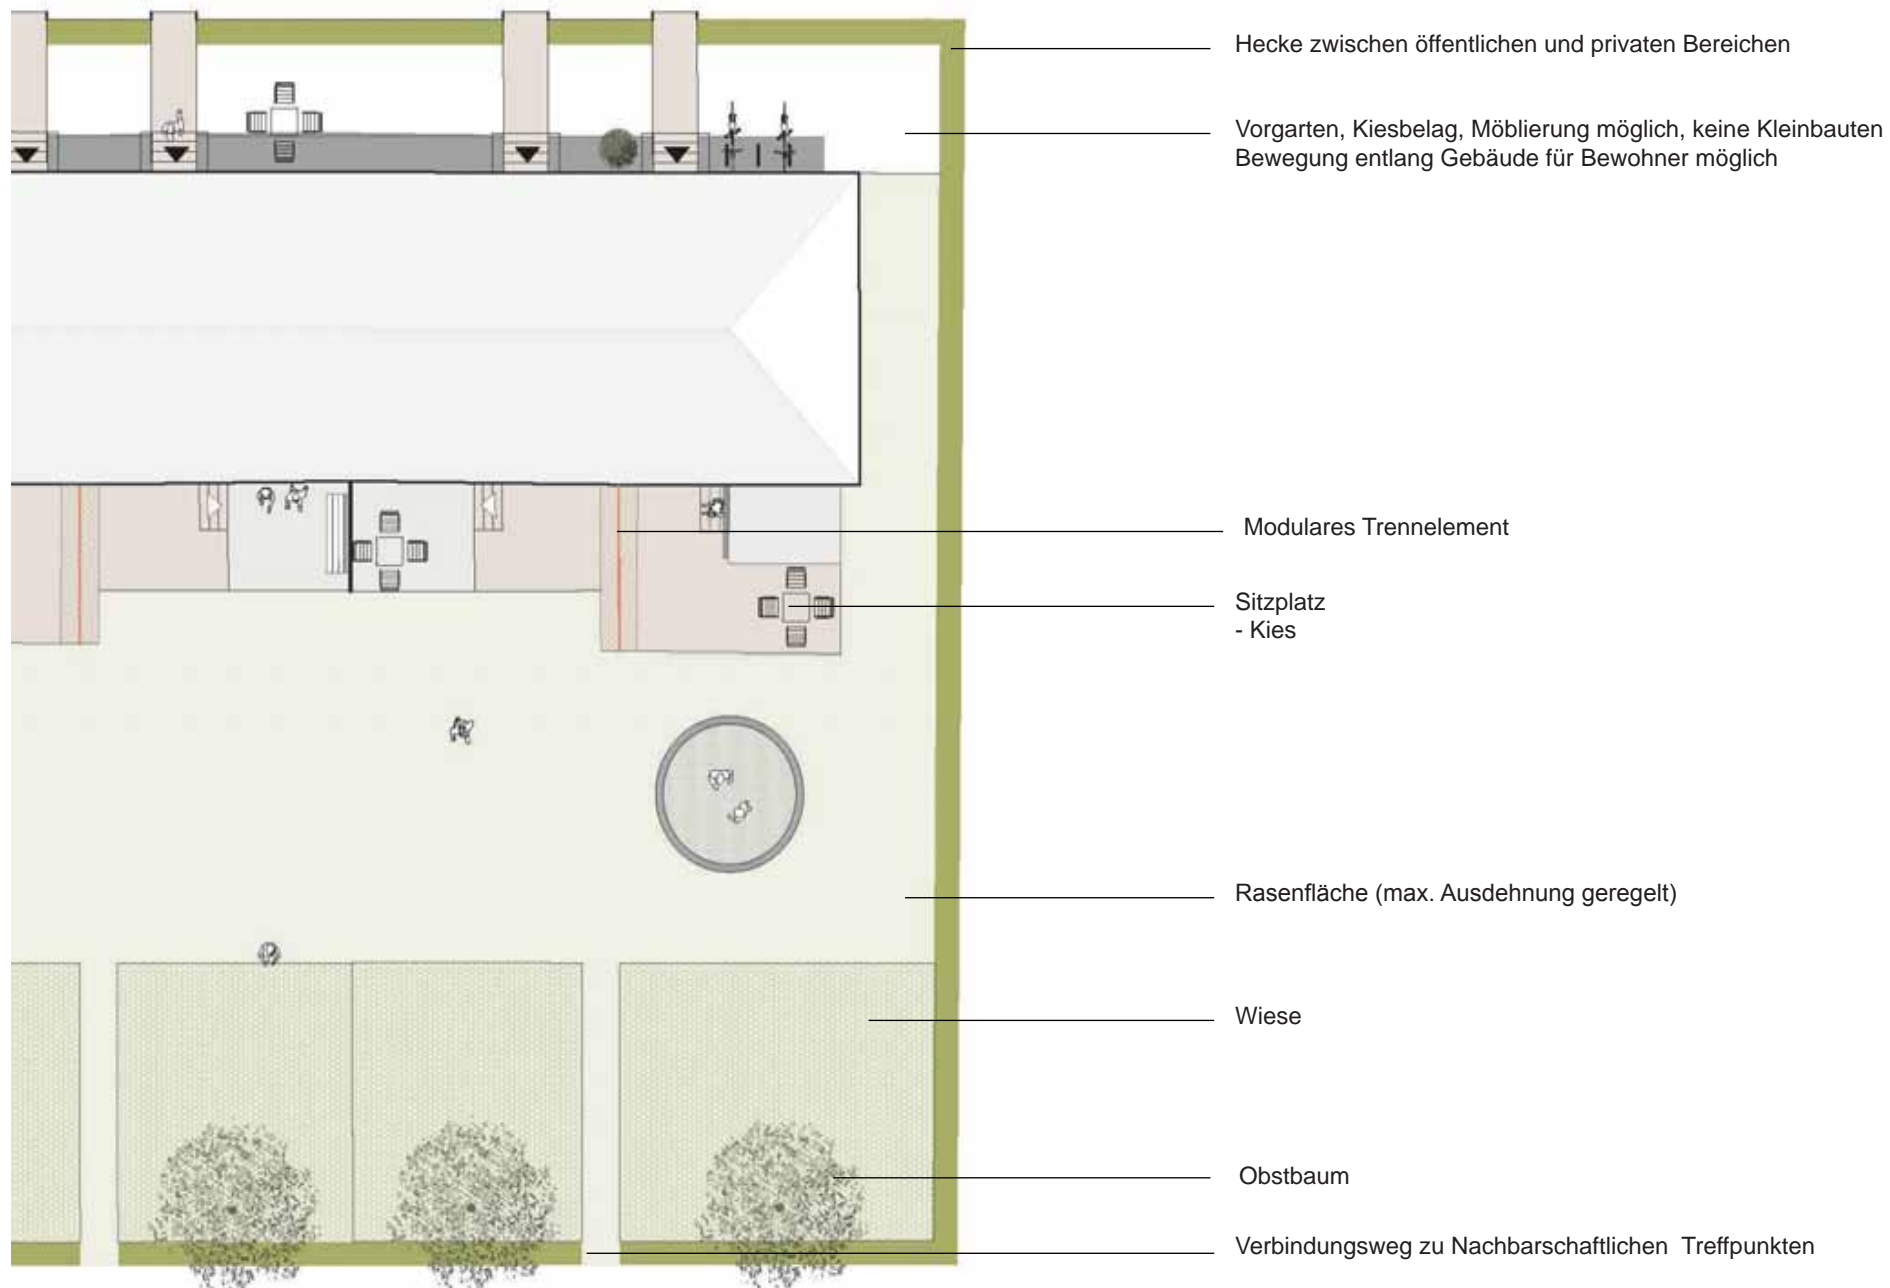 Hecke zwischen öffentlichen und privaten Bereichen
Vorgarten, Kiesbelag, Möblierung möglich, keine Kleinbauten
Bewegung entlang Gebäude für Bewohner möglich
Modulares Trennelement
Sitzplatz
- Kies
Rasenfläche (max. Ausdehnung geregelt)
Wiese
Obstbaum
Verbindungsweg zu Nachbarschaftlichen Treffpunkten